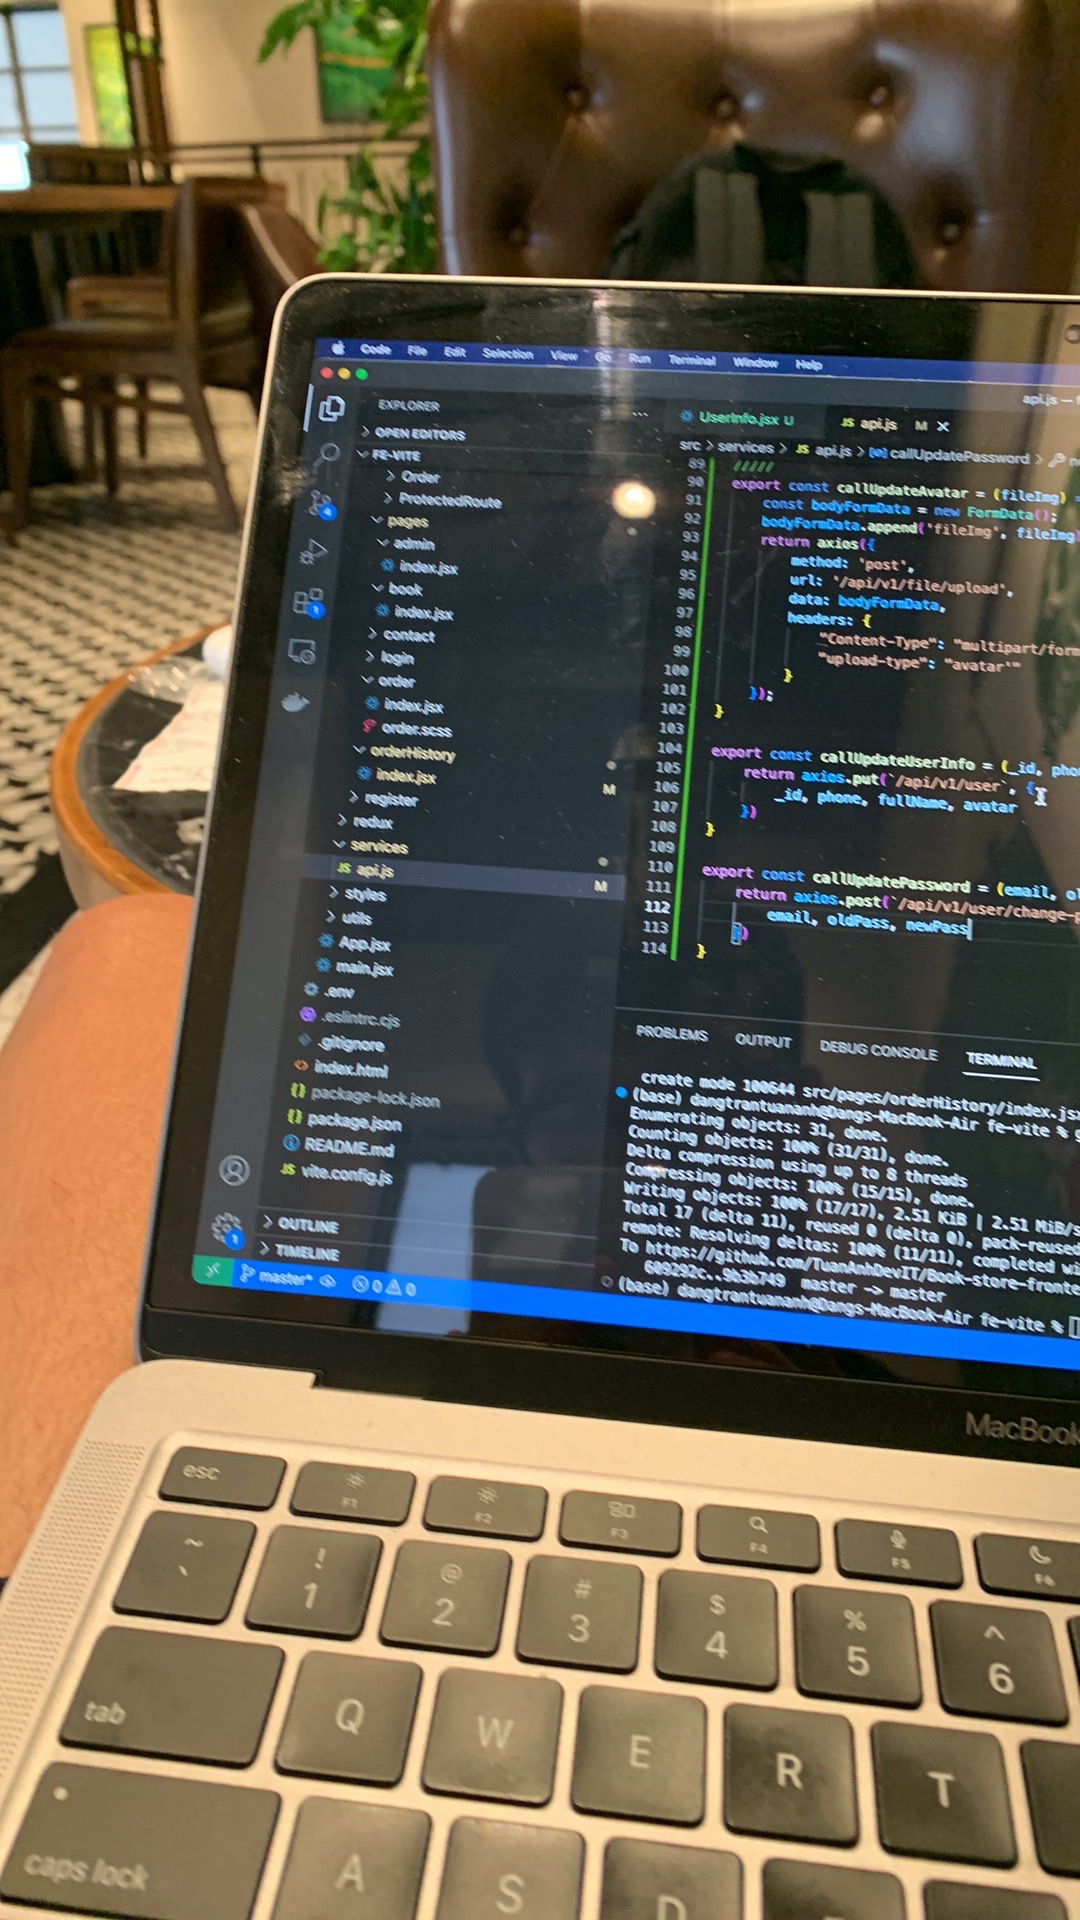 Code File Edit Selection View Go Run Terminal Window Help
api.js —
EXPLORER
OPEN EDITORS
FE-VITE
Order
ProtectedRoute
pages
admin
index.jsx
book
index.jsx
contact
login
order
index.jsx
order.scss
orderHistory
index.jsx M
register
redux
services
JS api.js M
styles
utils
App.jsx
main.jsx
.env
.eslintrc.cjs
.gitignore
index.html
{} package-lock.json
{} package.json
README.md
JS vite.config.js
OUTLINE
TIMELINE
master* 0 0
UserInfo.jsx U JS api.js M
src > services > JS api.js > callUpdatePassword >
89 /////
90 export const callUpdateAvatar = (fileImg) =
91 const bodyFormData = new FormData();
92 bodyFormData.append('fileImg', fileImg)
93 return axios({
94 method: 'post',
95 url: '/api/v1/file/upload',
96 data: bodyFormData,
97 headers: {
98 "Content-Type": "multipart/form
99 "upload-type": "avatar'"
100 }
101 });
102 }
103
104 export const callUpdateUserInfo = (_id, phon
105 return axios.put(`/api/v1/user`, {
106 _id, phone, fullName, avatar
107 })
108 }
109
110 export const callUpdatePassword = (email, ol
111 return axios.post(`/api/v1/user/change-p
112 email, oldPass, newPass
113 })
114 }
PROBLEMS OUTPUT DEBUG CONSOLE TERMINAL
create mode 100644 src/pages/orderHistory/index.jsx
(base) dangtrantuananh@Dangs-MacBook-Air fe-vite % g
Enumerating objects: 31, done.
Counting objects: 100% (31/31), done.
Delta compression using up to 8 threads
Compressing objects: 100% (15/15), done.
Writing objects: 100% (17/17), 2.51 KiB | 2.51 MiB/s
Total 17 (delta 11), reused 0 (delta 0), pack-reused
remote: Resolving deltas: 100% (11/11), completed wi
To https://github.com/TuanAnhDevIT/Book-store-fronte
609292c..9b3b749 master -> master
(base) dangtrantuananh@Dangs-MacBook-Air fe-vite %
MacBook
esc F1 F2 F3 F4 F5 F6
~ ` ! 1 @ 2 # 3 $ 4 % 5 ^ 6
tab Q W E R T
caps lock A S D